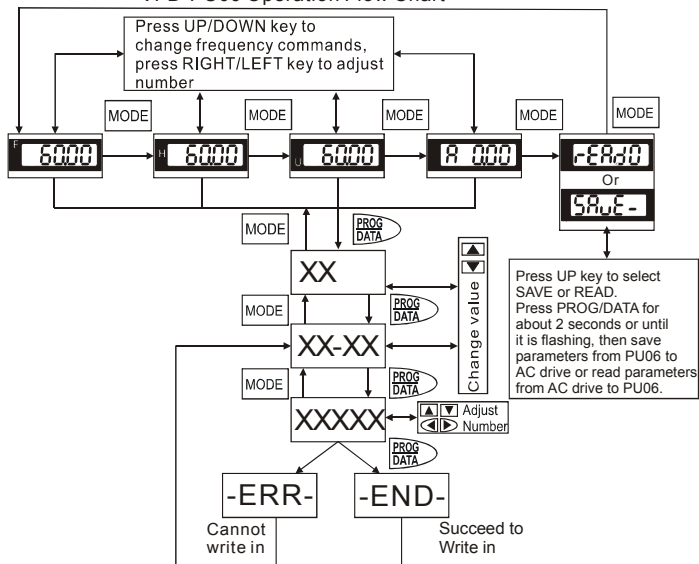 VFD-PU06 Operation Flow Chart
Press UP/DOWN key to
change frequency commands,
press RIGHT/LEFT key to adjust
number
MODE
MODE
MODE
MODE
MODE
F 60.00
H 60.00
U 60.00
A 0.00
rEAd0
Or
SAvE-
MODE
PROG
DATA
XX
MODE
PROG
DATA
XX-XX
MODE
PROG
DATA
XXXXX
PROG
DATA
Change value
Adjust
Number
Press UP key to select
SAVE or READ.
Press PROG/DATA for
about 2 seconds or until
it is flashing, then save
parameters from PU06 to
AC drive or read parameters
from AC drive to PU06.
-ERR-
-END-
Cannot
write in
Succeed to
Write in